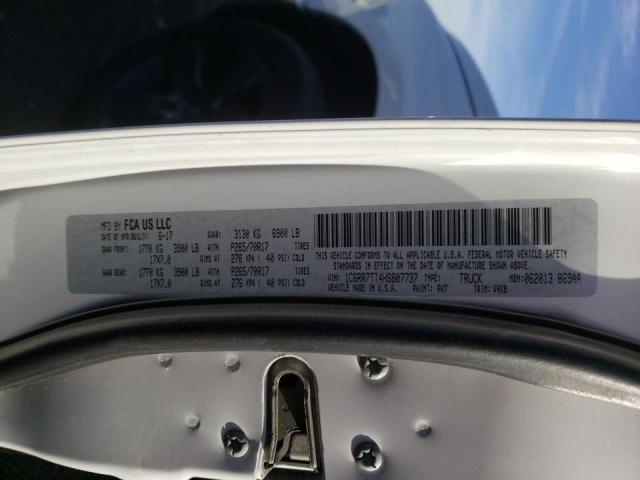 MFD BY FCA US LLC
DATE OF MFR(BUILT): 6-17 GVWR: 3130 KG 6900 LB
GAWR FRONT: 1770 KG 3900 LB WITH P265/70R17 TIRES
17X7.0 RIMS AT 276 KPA( 40 PSI) COLD
GAWR REAR: 1770 KG 3900 LB WITH P265/70R17 TIRES
17X7.0 RIMS AT 276 KPA( 40 PSI) COLD
THIS VEHICLE CONFORMS TO ALL APPLICABLE U.S.A. FEDERAL MOTOR VEHICLE SAFETY
STANDARDS IN EFFECT ON THE DATE OF MANUFACTURE SHOWN ABOVE.
VIN: 1C6RR7TT4HS807737 TYPE: TRUCK MDH:062013 869AA
VEHICLE MADE IN U.S.A. PAINT: PW7 TRIM: V9X8